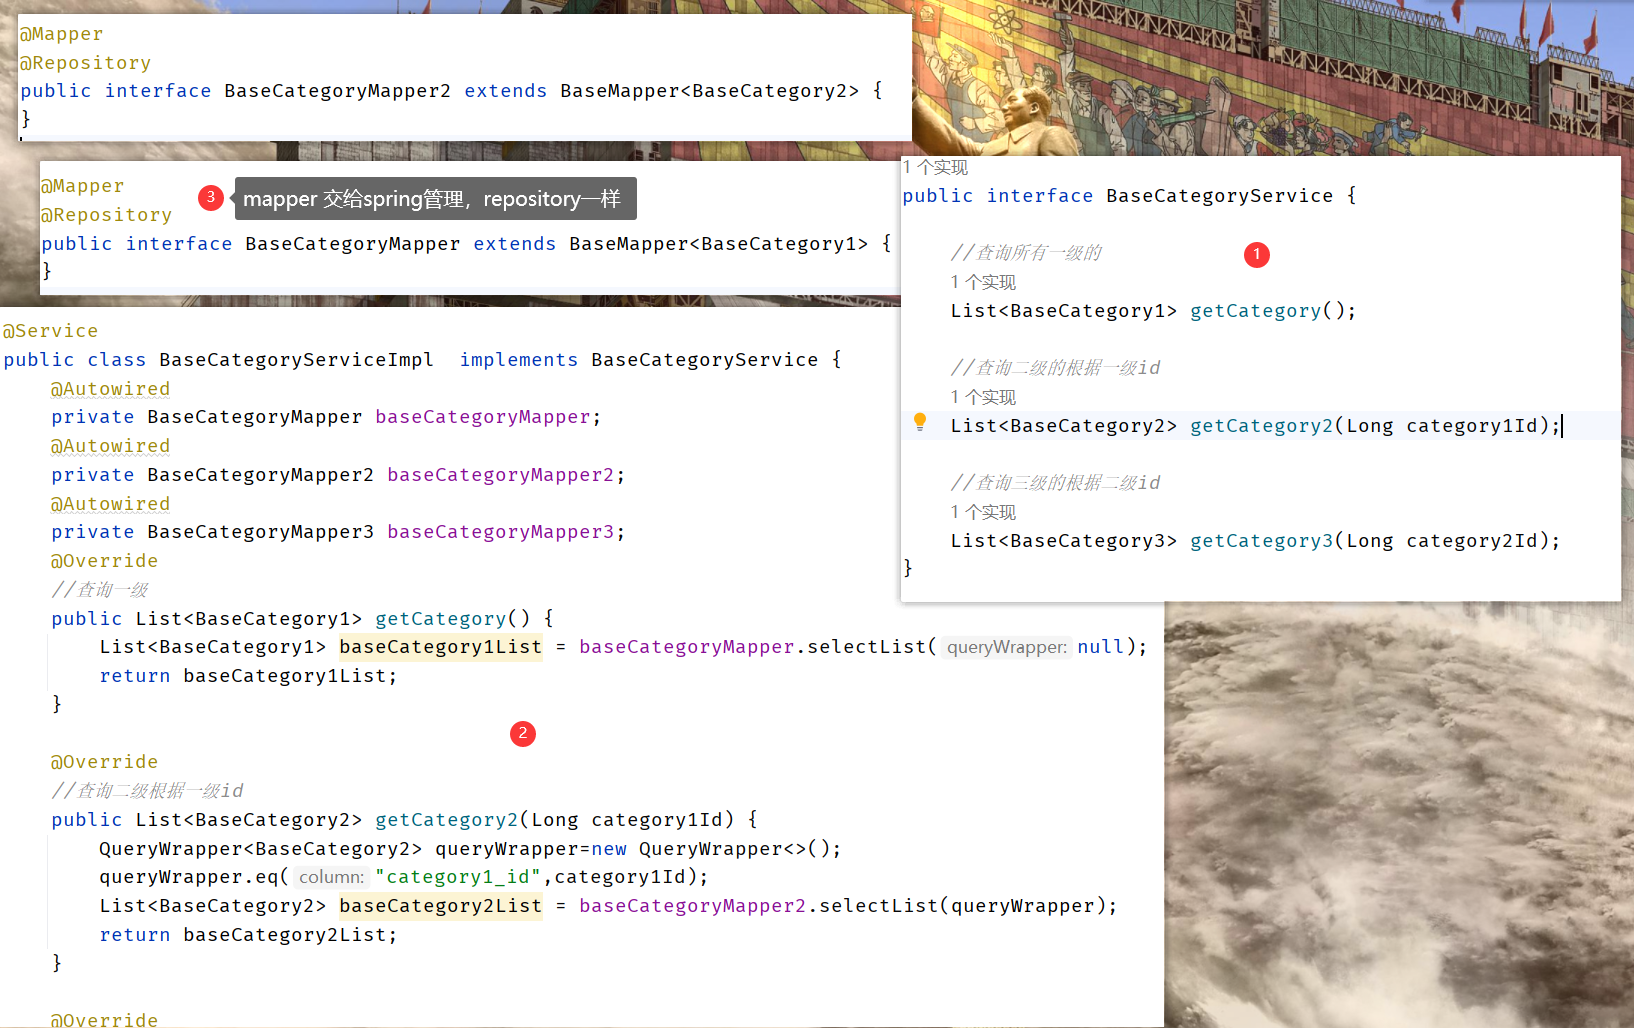 @Mapper
@Repository
public interface BaseCategoryMapper2 extends BaseMapper<BaseCategory2> {
}
@Mapper
@Repository
3
mapper 交给spring管理，repository一样
public interface BaseCategoryMapper extends BaseMapper<BaseCategory1> {
}
1 个实现
public interface BaseCategoryService {
//查询所有一级的
1
1 个实现
List<BaseCategory1> getCategory();
//查询二级的根据一级id
1 个实现
List<BaseCategory2> getCategory2(Long category1Id);
//查询三级的根据二级id
1 个实现
List<BaseCategory3> getCategory3(Long category2Id);
}
@Service
public class BaseCategoryServiceImpl  implements BaseCategoryService {
@Autowired
private BaseCategoryMapper baseCategoryMapper;
@Autowired
private BaseCategoryMapper2 baseCategoryMapper2;
@Autowired
private BaseCategoryMapper3 baseCategoryMapper3;
@Override
//查询一级
public List<BaseCategory1> getCategory() {
List<BaseCategory1> baseCategory1List = baseCategoryMapper.selectList( queryWrapper: null);
return baseCategory1List;
}
2
@Override
//查询二级根据一级id
public List<BaseCategory2> getCategory2(Long category1Id) {
QueryWrapper<BaseCategory2> queryWrapper=new QueryWrapper<>();
queryWrapper.eq( column: "category1_id",category1Id);
List<BaseCategory2> baseCategory2List = baseCategoryMapper2.selectList(queryWrapper);
return baseCategory2List;
}
@Override